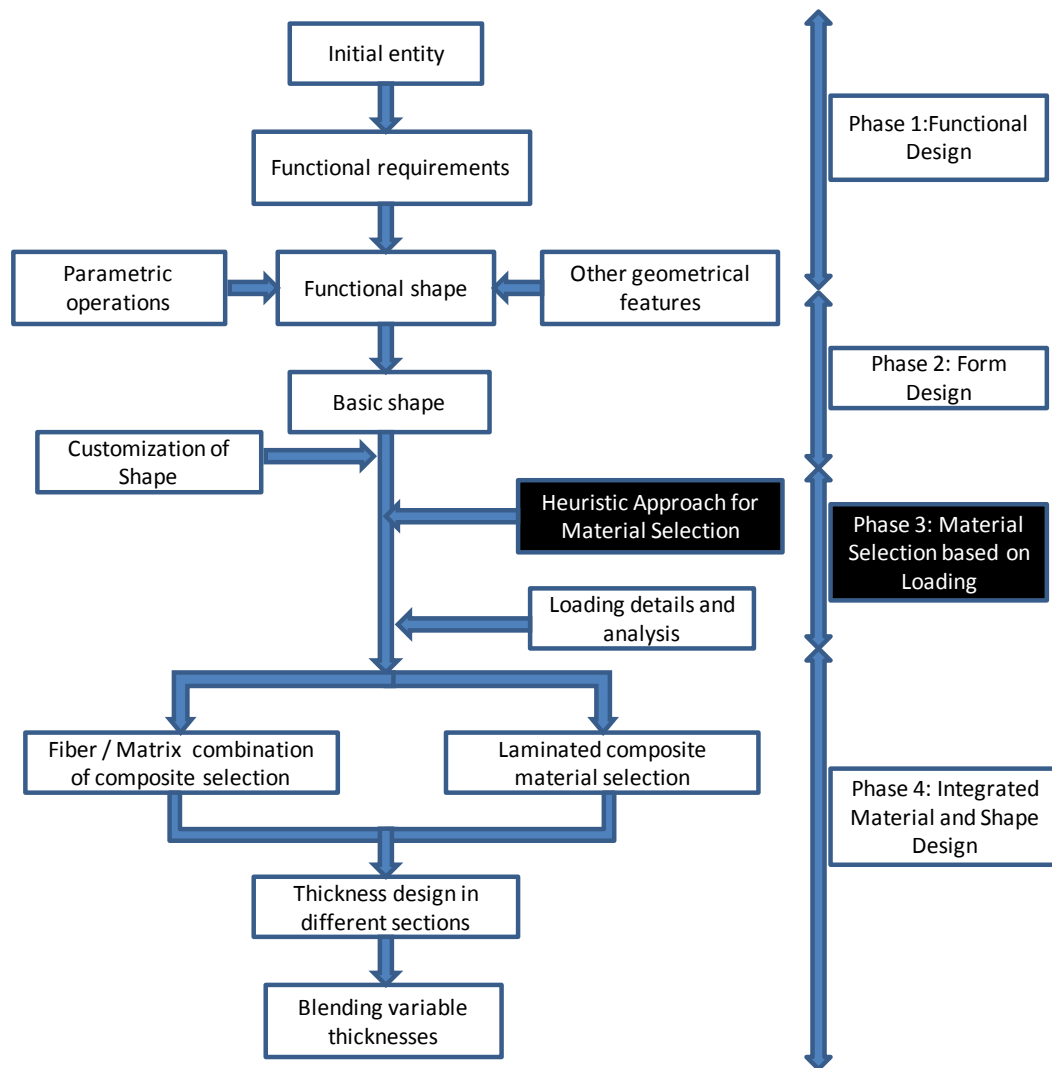 Initial entity
Phase 1:Functional
Design
Functional requirements
Parametric
operations
Functional shape
Other geometrical
features
Phase 2: Form
Design
Basic shape
Customization of
Shape
Heuristic Approach for
Material Selection
Phase 3: Material
Selection based on
Loading
Loading details and
analysis
Fiber / Matrix combination
of composite selection
Laminated composite
material selection
Phase 4: Integrated
Material and Shape
Design
Thickness design in
different sections
Blending variable
thicknesses